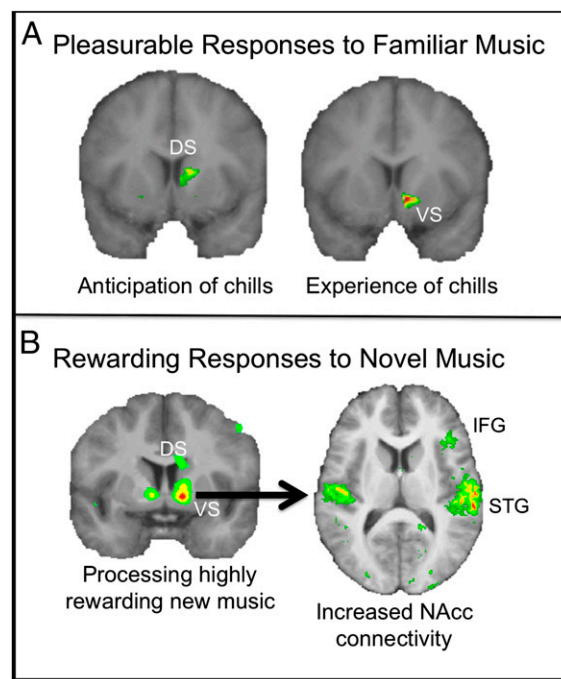 A Pleasurable Responses to Familiar Music
DS
VS
Anticipation of chills
Experience of chills
B Rewarding Responses to Novel Music
DS
VS
IFG
STG
Processing highly
rewarding new music
Increased NAcc
connectivity